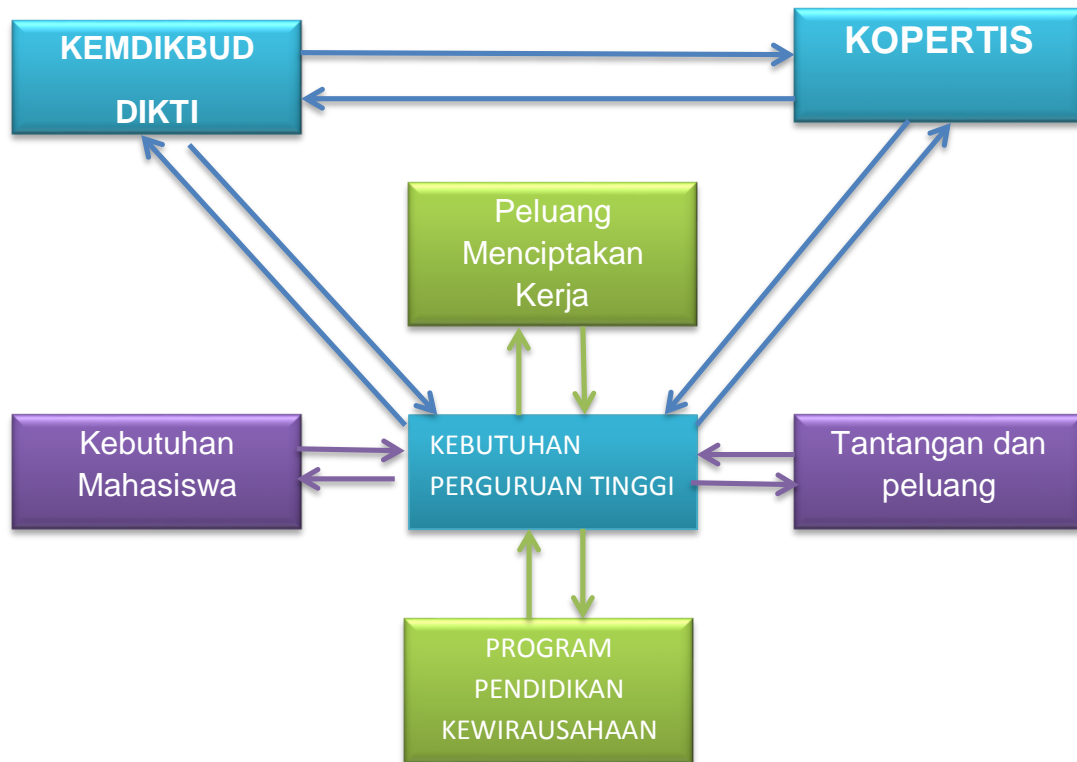 KEMDIKBUD
DIKTI
KOPERTIS
Peluang
Menciptakan
Kerja
Kebutuhan
Mahasiswa
KEBUTUHAN
PERGURUAN TINGGI
Tantangan dan
peluang
PROGRAM
PENDIDIKAN
KEWIRAUSAHAAN